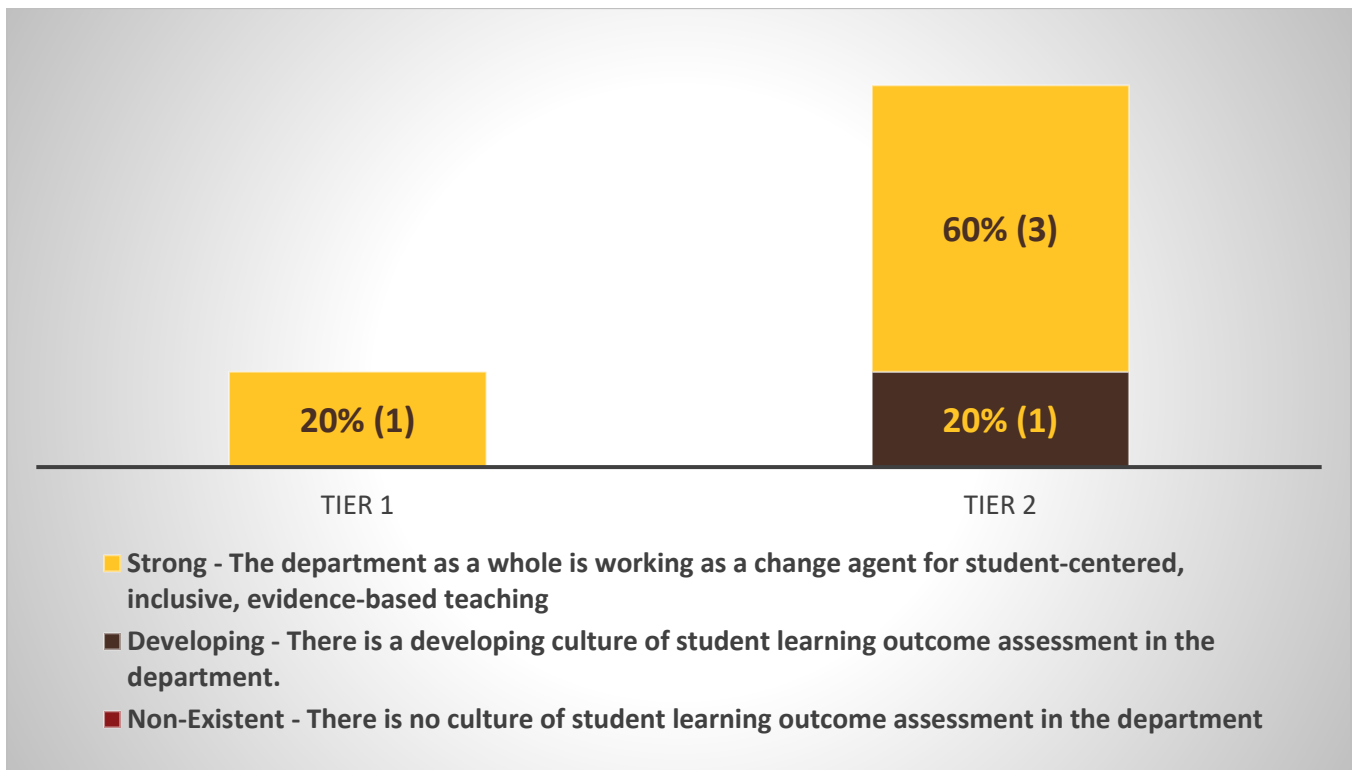 60% (3)
20% (1)
20% (1)
TIER 1
TIER 2
Strong - The department as a whole is working as a change agent for student-centered,
inclusive, evidence-based teaching
Developing - There is a developing culture of student learning outcome assessment in the
department.
Non-Existent - There is no culture of student learning outcome assessment in the department